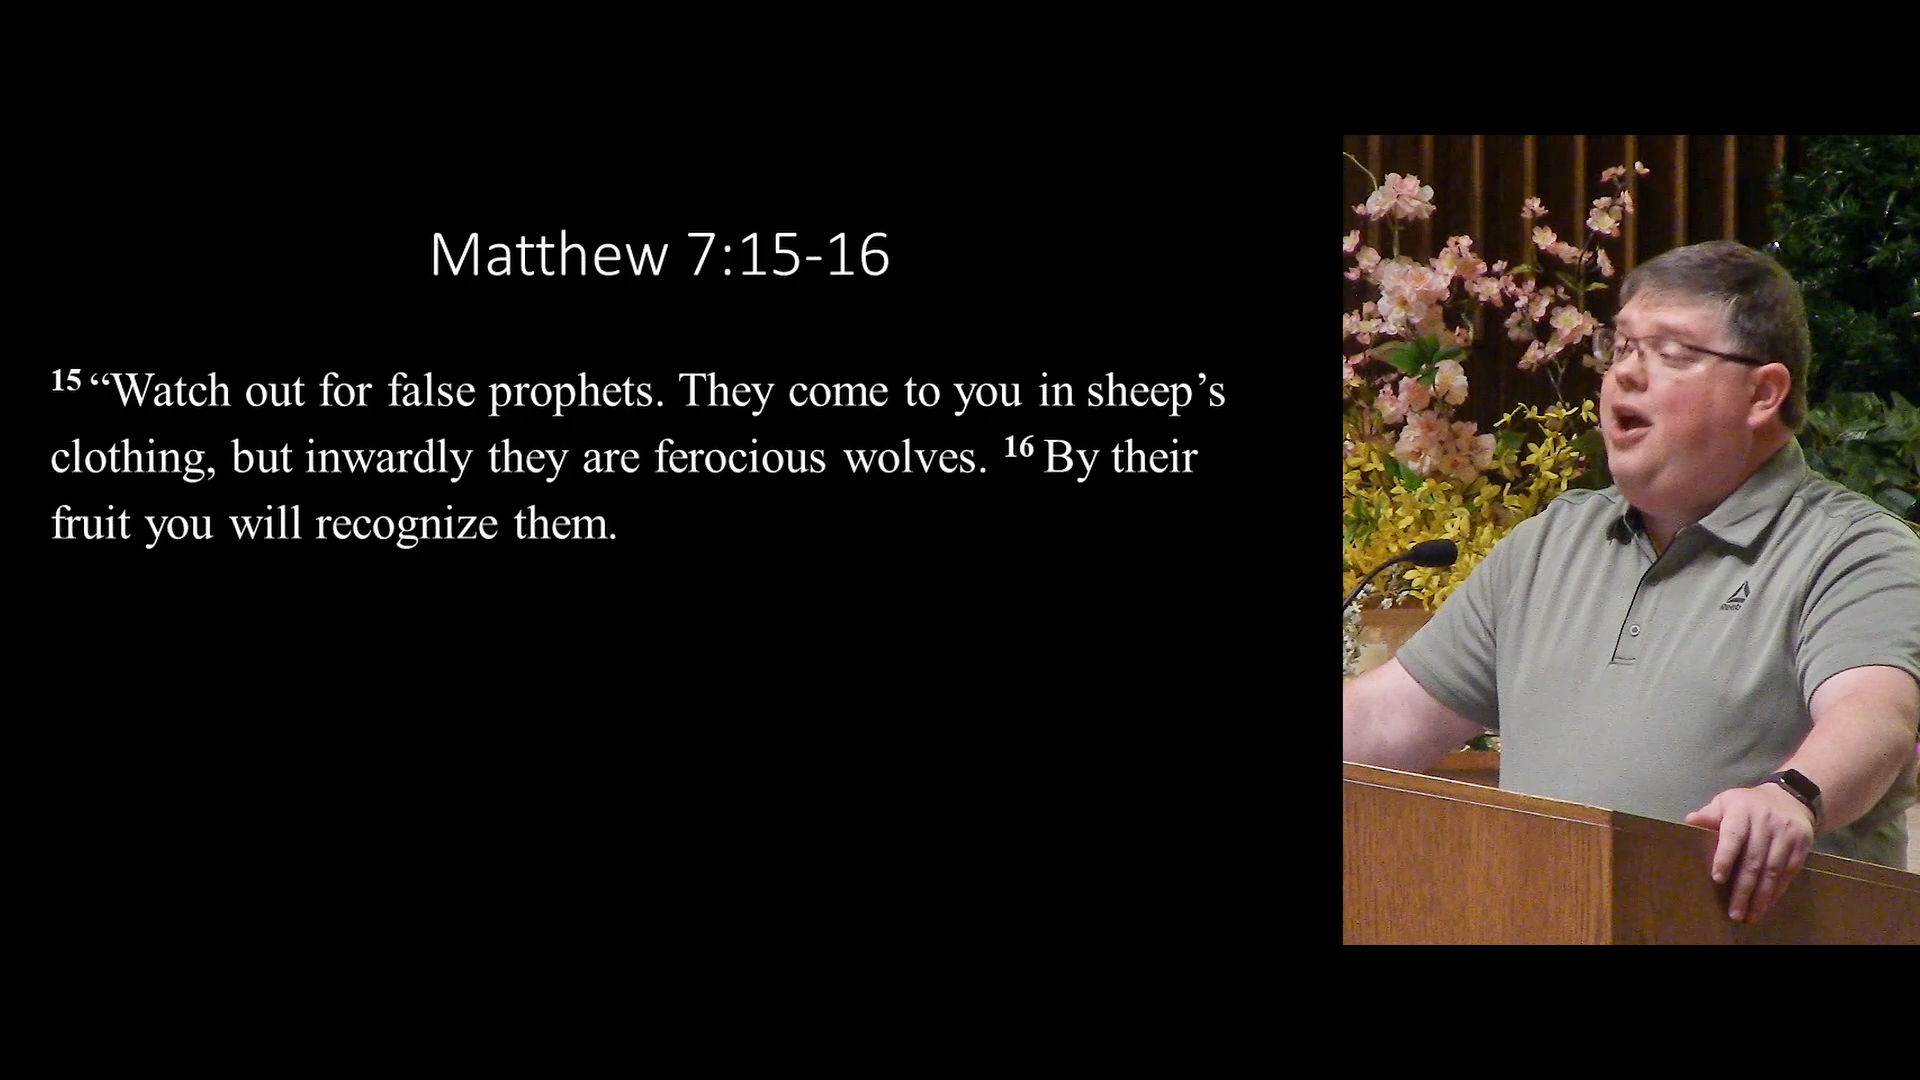 Matthew 7:15-16
15 “Watch out for false prophets. They come to you in sheep’s
clothing, but inwardly they are ferocious wolves. 16 By their
fruit you will recognize them.